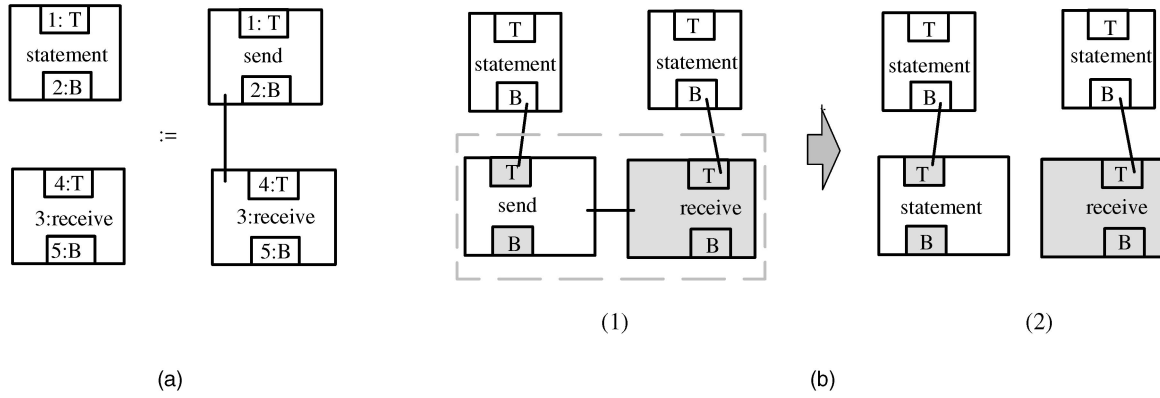 1: T
statement
2:B
:=
4:T
3:receive
5:B
1: T
send
2:B
4:T
3:receive
5:B
(a)
T
statement
B
T
statement
B
T
send
B
T
receive
B
(1)
T
statement
B
T
statement
B
T
statement
B
T
receive
B
(2)
(b)